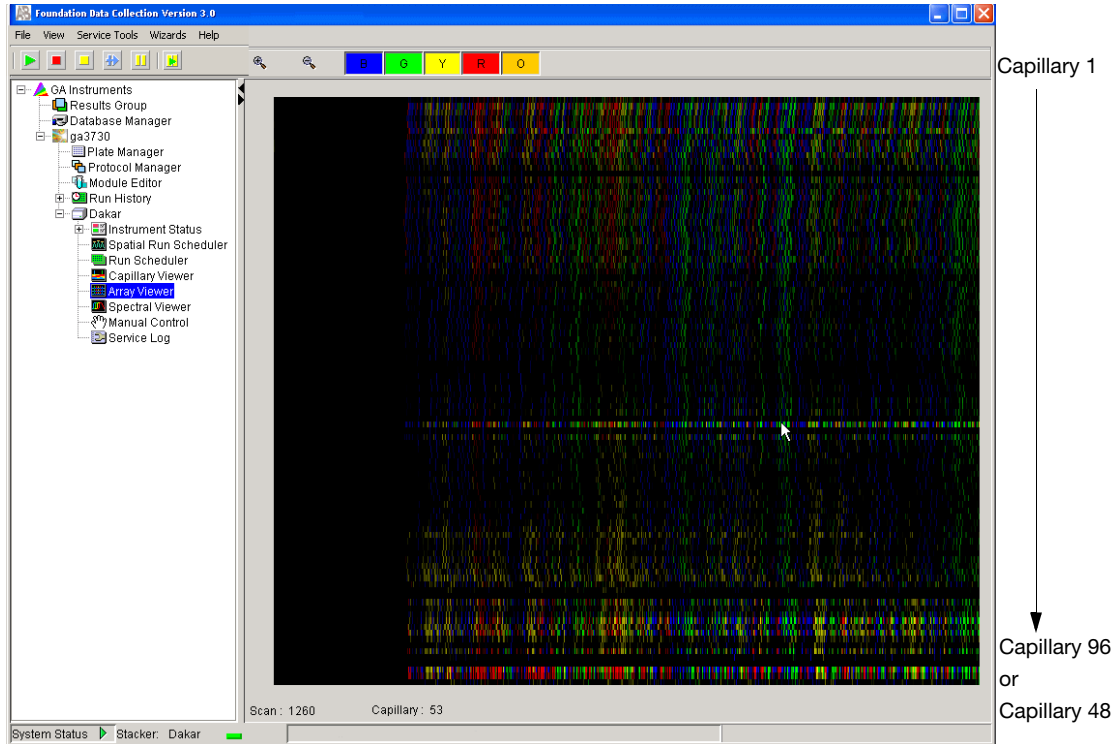 Foundation Data Collection Version 3.0
File View Service Tools Wizards Help
B G Y R O
Capillary 1
GA Instruments
Results Group
Database Manager
ga3730
Plate Manager
Protocol Manager
Module Editor
Run History
Dakar
Instrument Status
Spatial Run Scheduler
Run Scheduler
Capillary Viewer
Array Viewer
Spectral Viewer
Manual Control
Service Log
Capillary 96
or
Capillary 48
Scan : 1260 Capillary : 53
System Status Stacker: Dakar